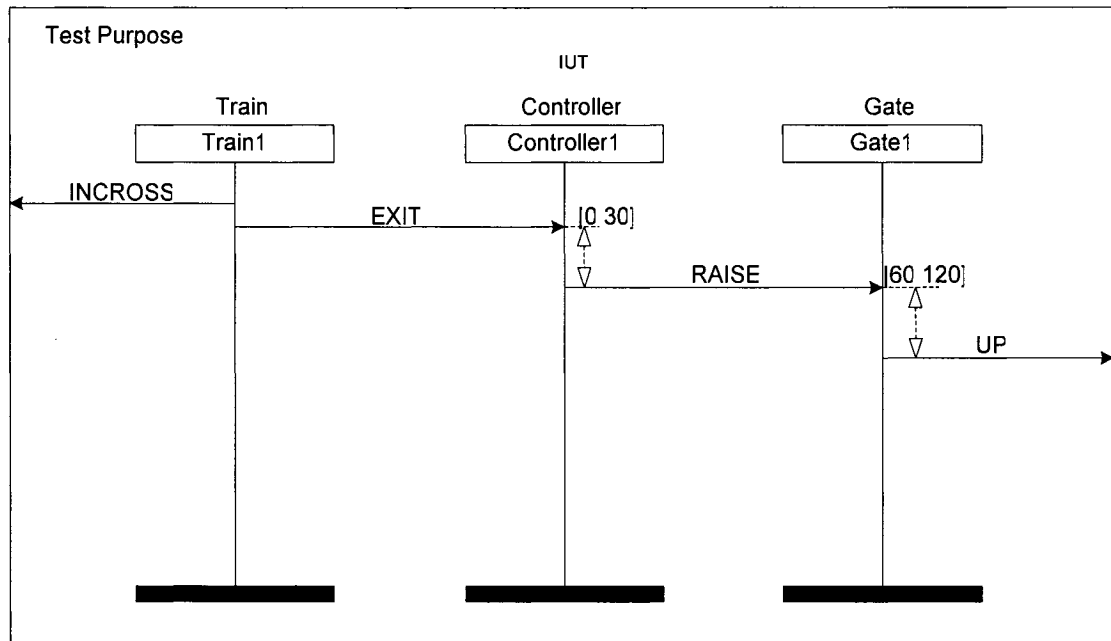 Test Purpose
IUT
Train Controller Gate
Train1 Controller1 Gate1
INCROSS
EXIT [0 30]
RAISE [60 120]
UP